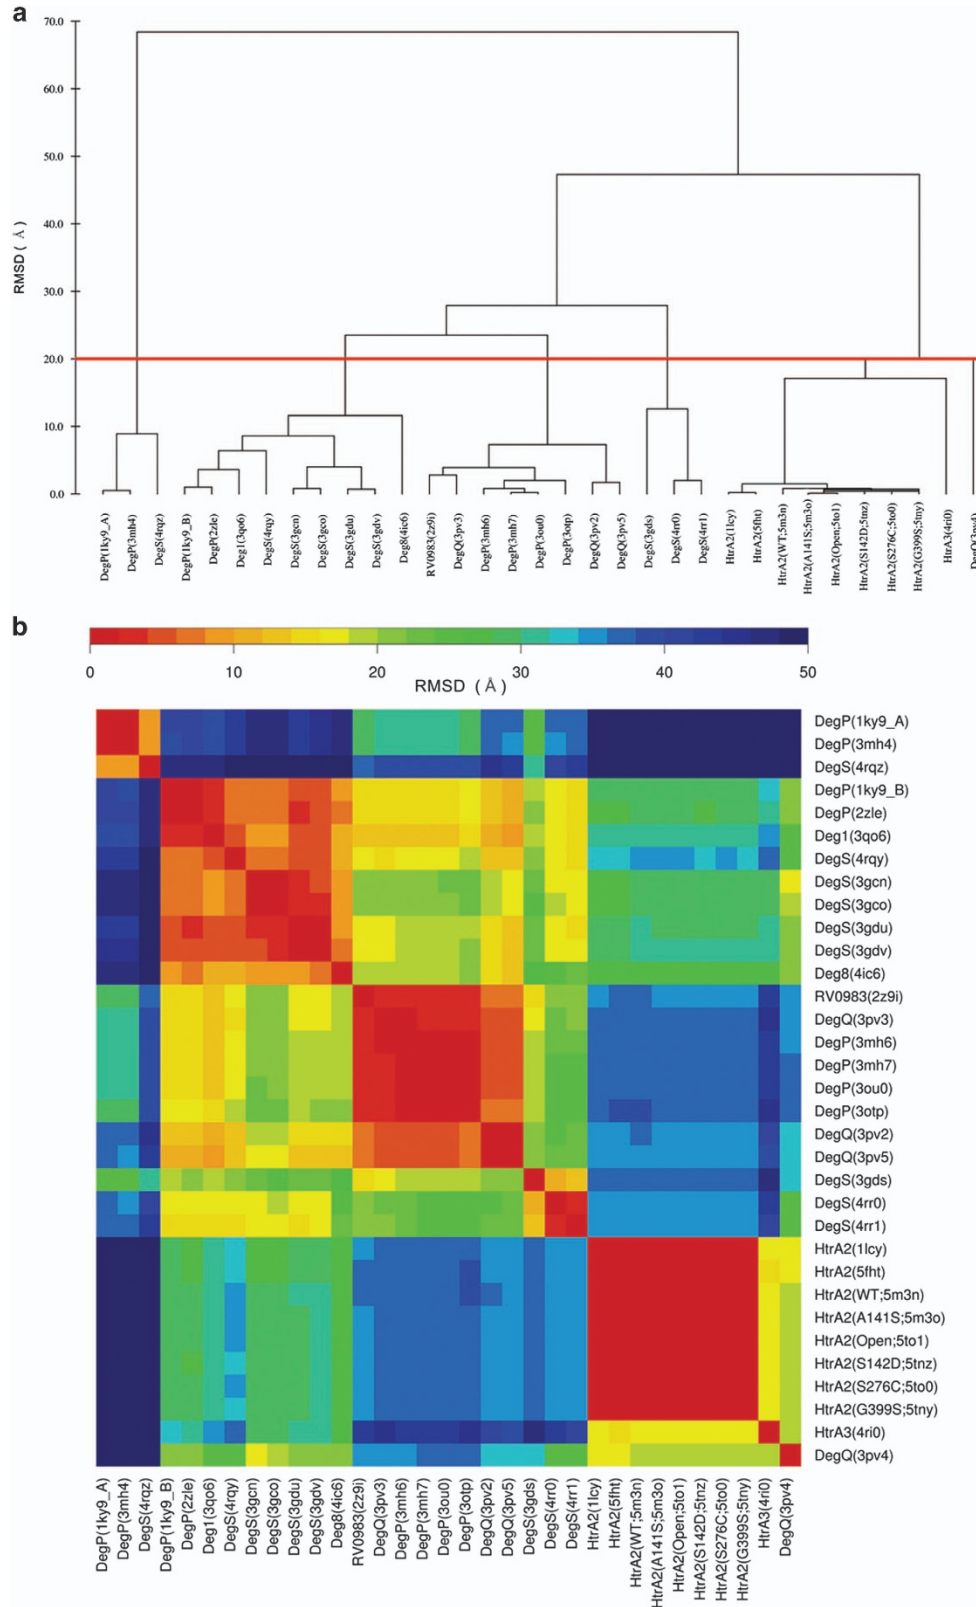 a
70.0
60.0
50.0
40.0
30.0
20.0
10.0
0.0
RMSD ( Å )
DegP(1ky9_A)
DegP(3mh4)
DegS(4rqz)
DegP(1ky9_B)
DegP(2zle)
Deg1(3qo6)
DegS(4rqy)
DegS(3gcn)
DegS(3gco)
DegS(3gdu)
DegS(3gdv)
Deg8(4ic6)
RV0983(2z9i)
DegQ(3pv3)
DegP(3mh6)
DegP(3mh7)
DegP(3ou0)
DegP(3otp)
DegQ(3pv2)
DegQ(3pv5)
DegS(3gds)
DegS(4rr0)
DegS(4rr1)
HtrA2(1lcy)
HtrA2(5fht)
HtrA2(WT;5m3n)
HtrA2(A141S;5m3o)
HtrA2(Open;5to1)
HtrA2(S142D;5tnz)
HtrA2(S276C;5to0)
HtrA2(G399S;5tny)
HtrA3(4ri0)
DegQ(3pv4)
b
0 10 20 30 40 50
RMSD ( Å )
DegP(1ky9_A)
DegP(3mh4)
DegS(4rqz)
DegP(1ky9_B)
DegP(2zle)
Deg1(3qo6)
DegS(4rqy)
DegS(3gcn)
DegS(3gco)
DegS(3gdu)
DegS(3gdv)
Deg8(4ic6)
RV0983(2z9i)
DegQ(3pv3)
DegP(3mh6)
DegP(3mh7)
DegP(3ou0)
DegP(3otp)
DegQ(3pv2)
DegQ(3pv5)
DegS(3gds)
DegS(4rr0)
DegS(4rr1)
HtrA2(1lcy)
HtrA2(5fht)
HtrA2(WT;5m3n)
HtrA2(A141S;5m3o)
HtrA2(Open;5to1)
HtrA2(S142D;5tnz)
HtrA2(S276C;5to0)
HtrA2(G399S;5tny)
HtrA3(4ri0)
DegQ(3pv4)
DegP(1ky9_A)
DegP(3mh4)
DegS(4rqz)
DegP(1ky9_B)
DegP(2zle)
Deg1(3qo6)
DegS(4rqy)
DegS(3gcn)
DegS(3gco)
DegS(3gdu)
DegS(3gdv)
Deg8(4ic6)
RV0983(2z9i)
DegQ(3pv3)
DegP(3mh6)
DegP(3mh7)
DegP(3ou0)
DegP(3otp)
DegQ(3pv2)
DegQ(3pv5)
DegS(3gds)
DegS(4rr0)
DegS(4rr1)
HtrA2(1lcy)
HtrA2(5fht)
HtrA2(WT;5m3n)
HtrA2(A141S;5m3o)
HtrA2(Open;5to1)
HtrA2(S142D;5tnz)
HtrA2(S276C;5to0)
HtrA2(G399S;5tny)
HtrA3(4ri0)
DegQ(3pv4)